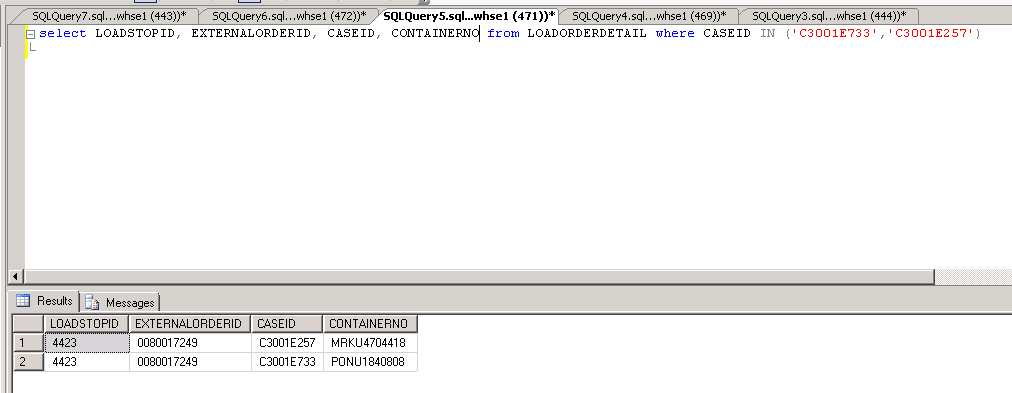 SQLQuery7.sql...whse1 (443))* SQLQuery6.sql...whse1 (472))* SQLQuery5.sql...whse1 (471))* SQLQuery4.sql...whse1 (469))* SQLQuery3.sql...whse1 (444))*
select LOADSTOPID, EXTERNALORDERID, CASEID, CONTAINERNO from LOADORDERDETAIL where CASEID IN ('C3001E733','C3001E257')
Results Messages
LOADSTOPID EXTERNALORDERID CASEID CONTAINERNO
1 4423 0080017249 C3001E257 MRKU4704418
2 4423 0080017249 C3001E733 PONU1840808